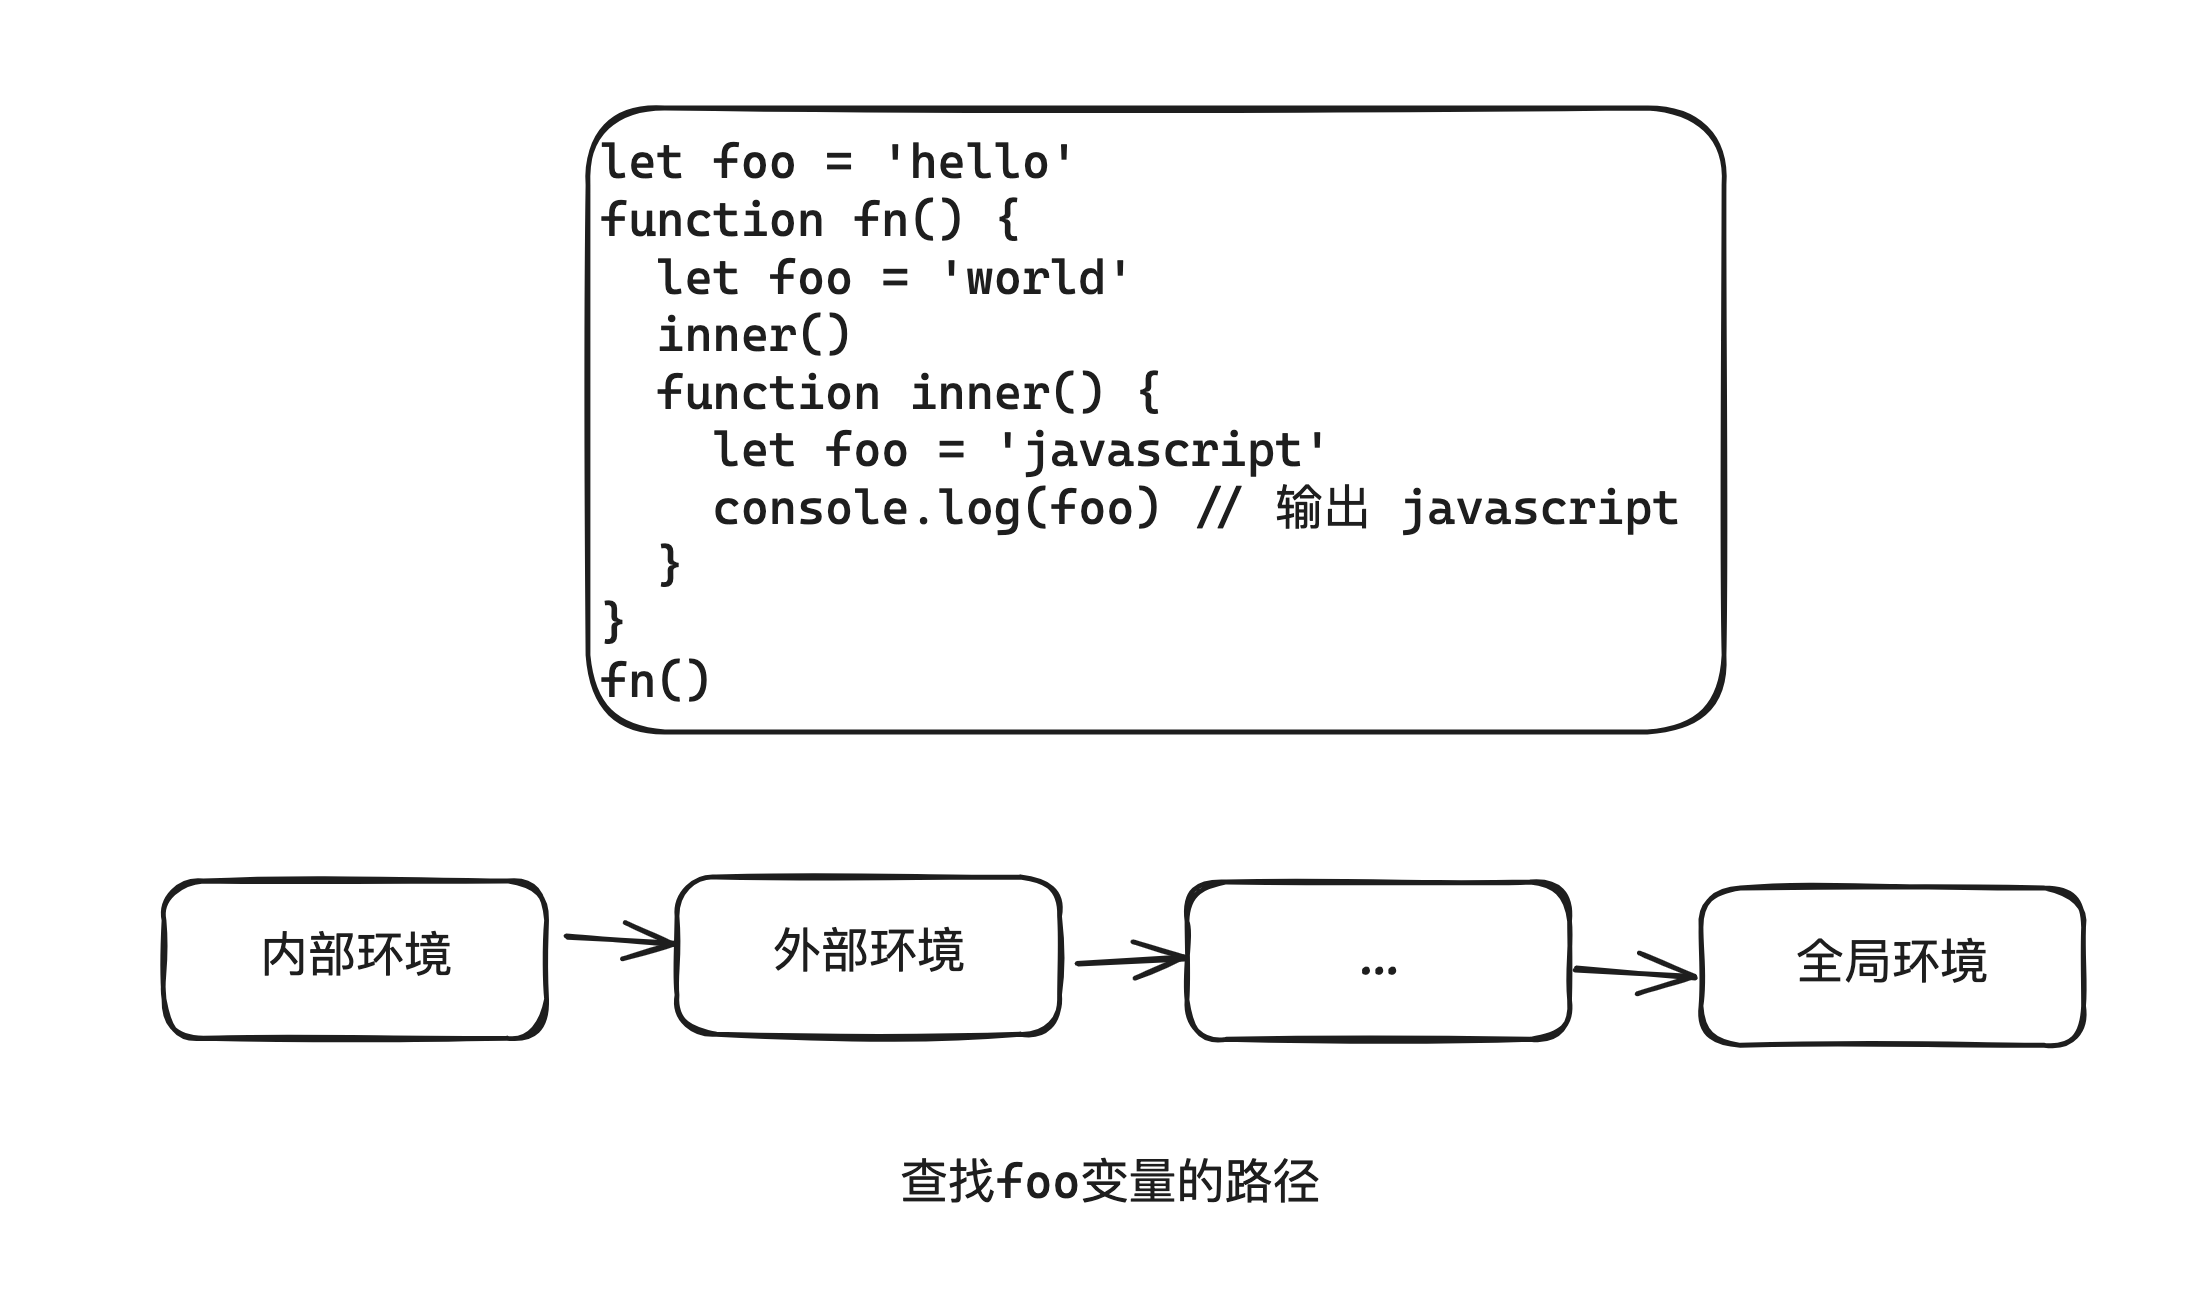 let foo = 'hello'
function fn() {
  let foo = 'world'
  inner()
  function inner() {
    let foo = 'javascript'
    console.log(foo) // 输出 javascript
  }
}
fn()
内部环境
外部环境
...
全局环境
查找foo变量的路径